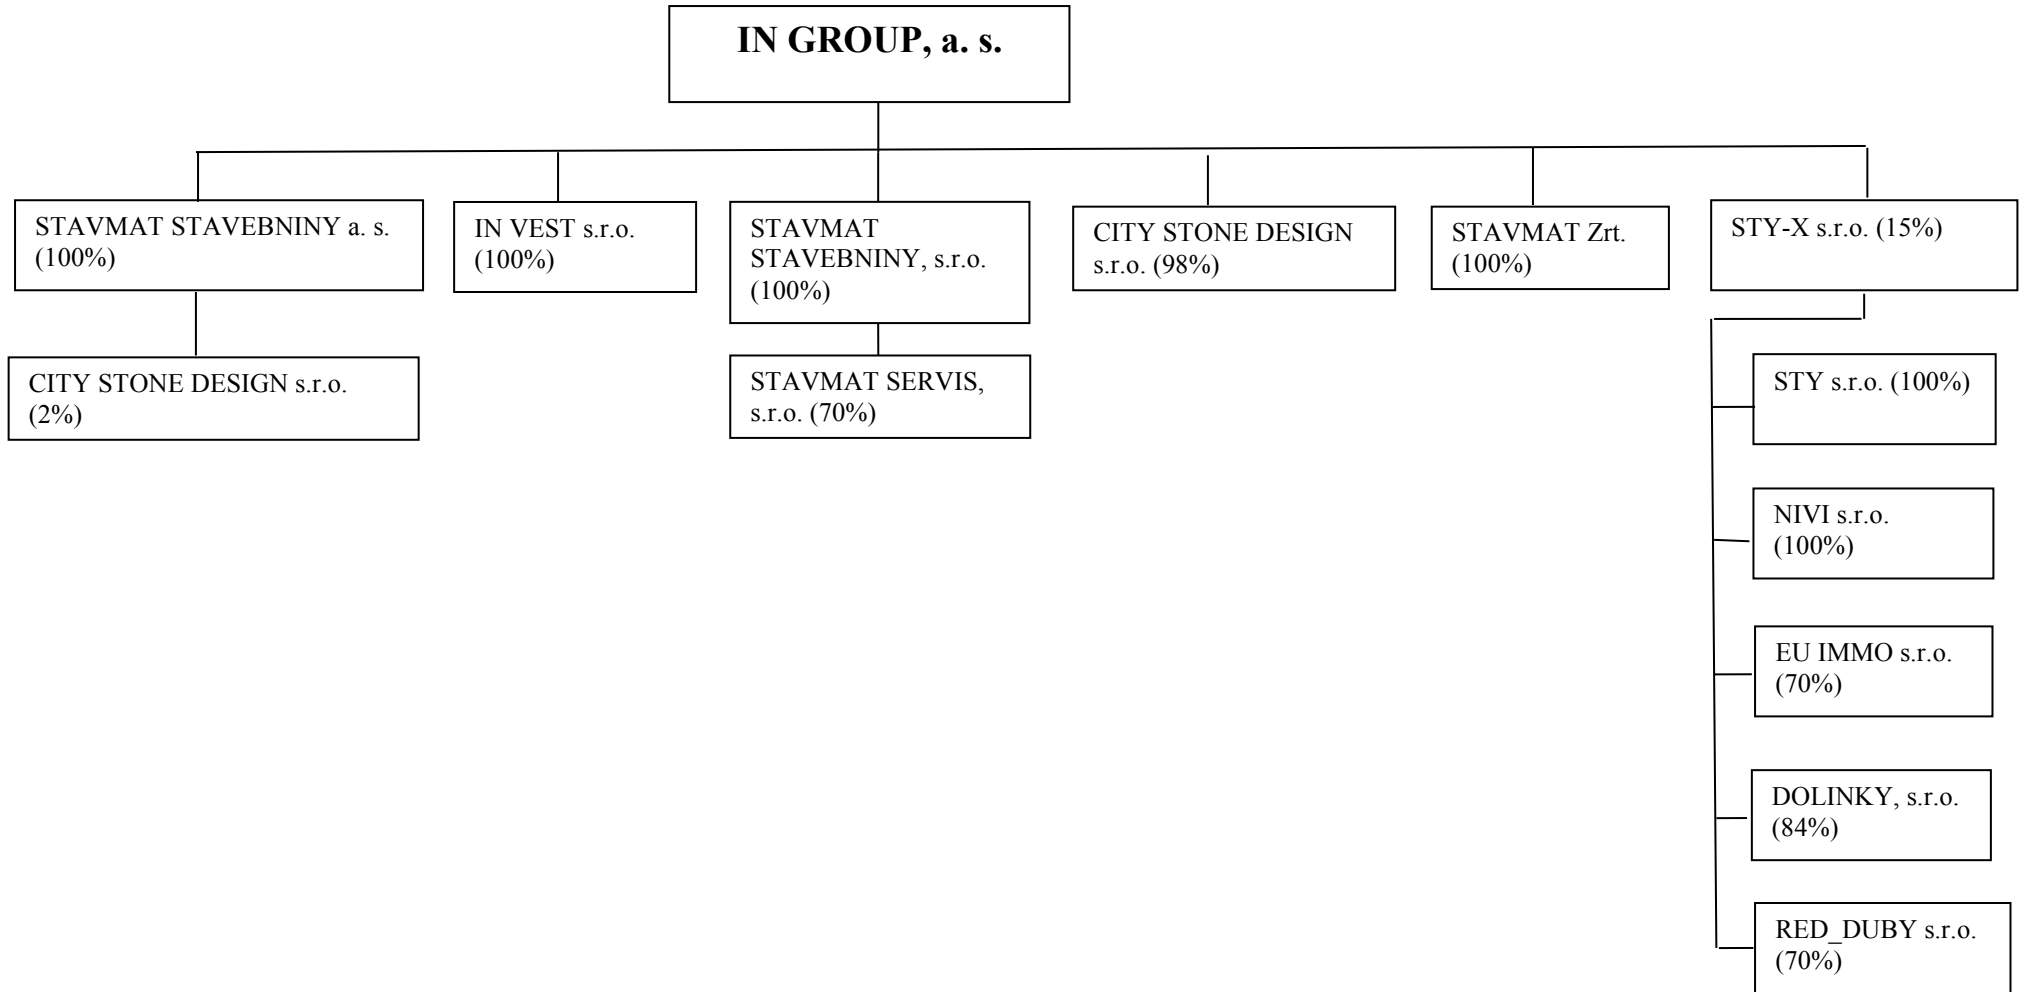 IN GROUP, a. s.
STAVMAT STAVEBNINY a. s.
(100%)
IN VEST s.r.o.
(100%)
STAVMAT
STAVEBNINY, s.r.o.
(100%)
CITY STONE DESIGN
s.r.o. (98%)
STAVMAT Zrt.
(100%)
STY-X s.r.o. (15%)
CITY STONE DESIGN s.r.o.
(2%)
STAVMAT SERVIS,
s.r.o. (70%)
STY s.r.o. (100%)
NIVI s.r.o.
(100%)
EU IMMO s.r.o.
(70%)
DOLINKY, s.r.o.
(84%)
RED_DUBY s.r.o.
(70%)